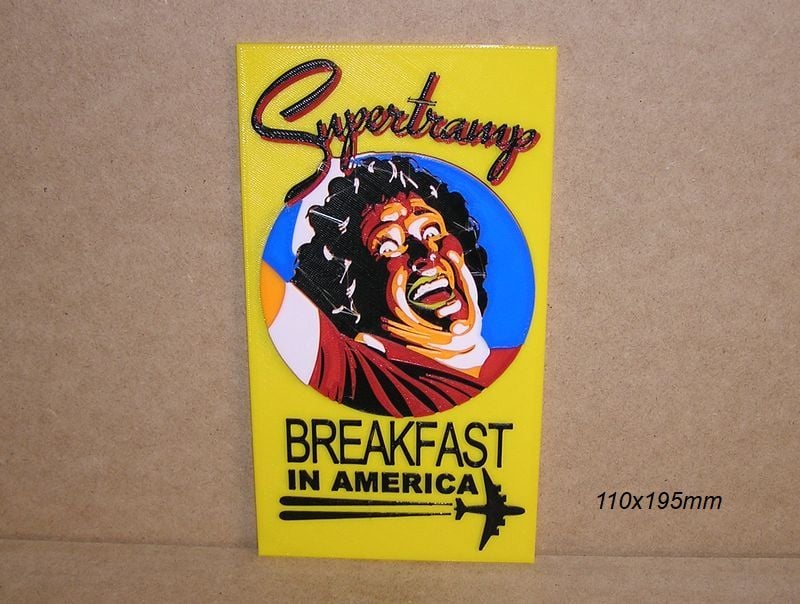 Supertramp
BREAKFAST
IN AMERICA
110x195mm